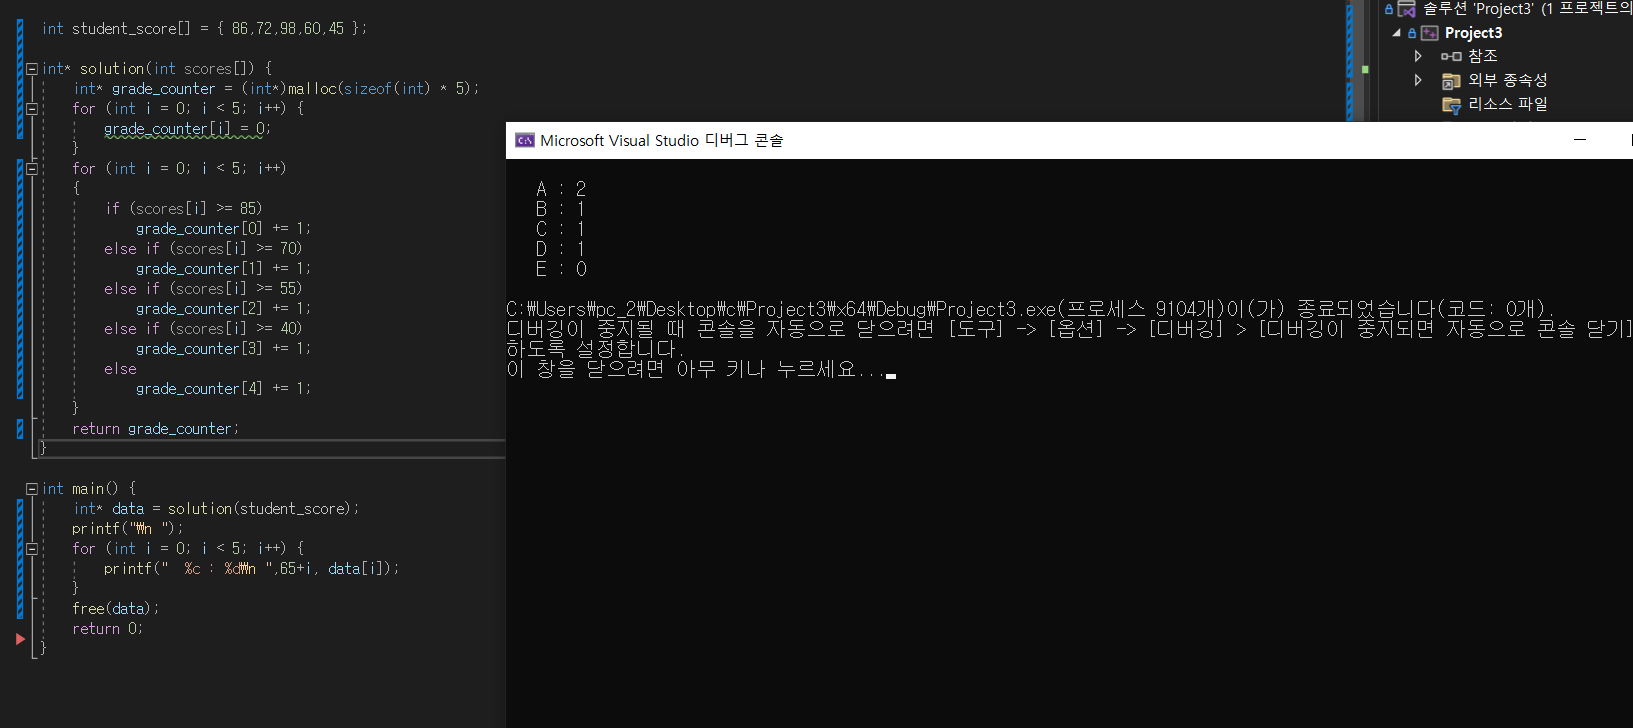 int student_score[] = { 86,72,98,60,45 };
int* solution(int scores[]) {
int* grade_counter = (int*)malloc(sizeof(int) * 5);
for (int i = 0; i < 5; i++) {
grade_counter[i] = 0;
}
for (int i = 0; i < 5; i++)
{
if (scores[i] >= 85)
grade_counter[0] += 1;
else if (scores[i] >= 70)
grade_counter[1] += 1;
else if (scores[i] >= 55)
grade_counter[2] += 1;
else if (scores[i] >= 40)
grade_counter[3] += 1;
else
grade_counter[4] += 1;
}
return grade_counter;
}
int main() {
int* data = solution(student_score);
printf("₩n ");
for (int i = 0; i < 5; i++) {
printf("  %c : %d₩n ",65+i, data[i]);
}
free(data);
return 0;
}
솔루션 'Project3' (1 프로젝트의
Project3
참조
외부 종속성
리소스 파일
Microsoft Visual Studio 디버그 콘솔
A : 2
B : 1
C : 1
D : 1
E : 0
C:₩Users₩pc_2₩Desktop₩c₩Project3₩x64₩Debug₩Project3.exe(프로세스 9104개)이(가) 종료되었습니다(코드: 0개).
디버깅이 중지될 때 콘솔을 자동으로 닫으려면 [도구] -> [옵션] -> [디버깅] > [디버깅이 중지되면 자동으로 콘솔 닫기]
하도록 설정합니다.
이 창을 닫으려면 아무 키나 누르세요...